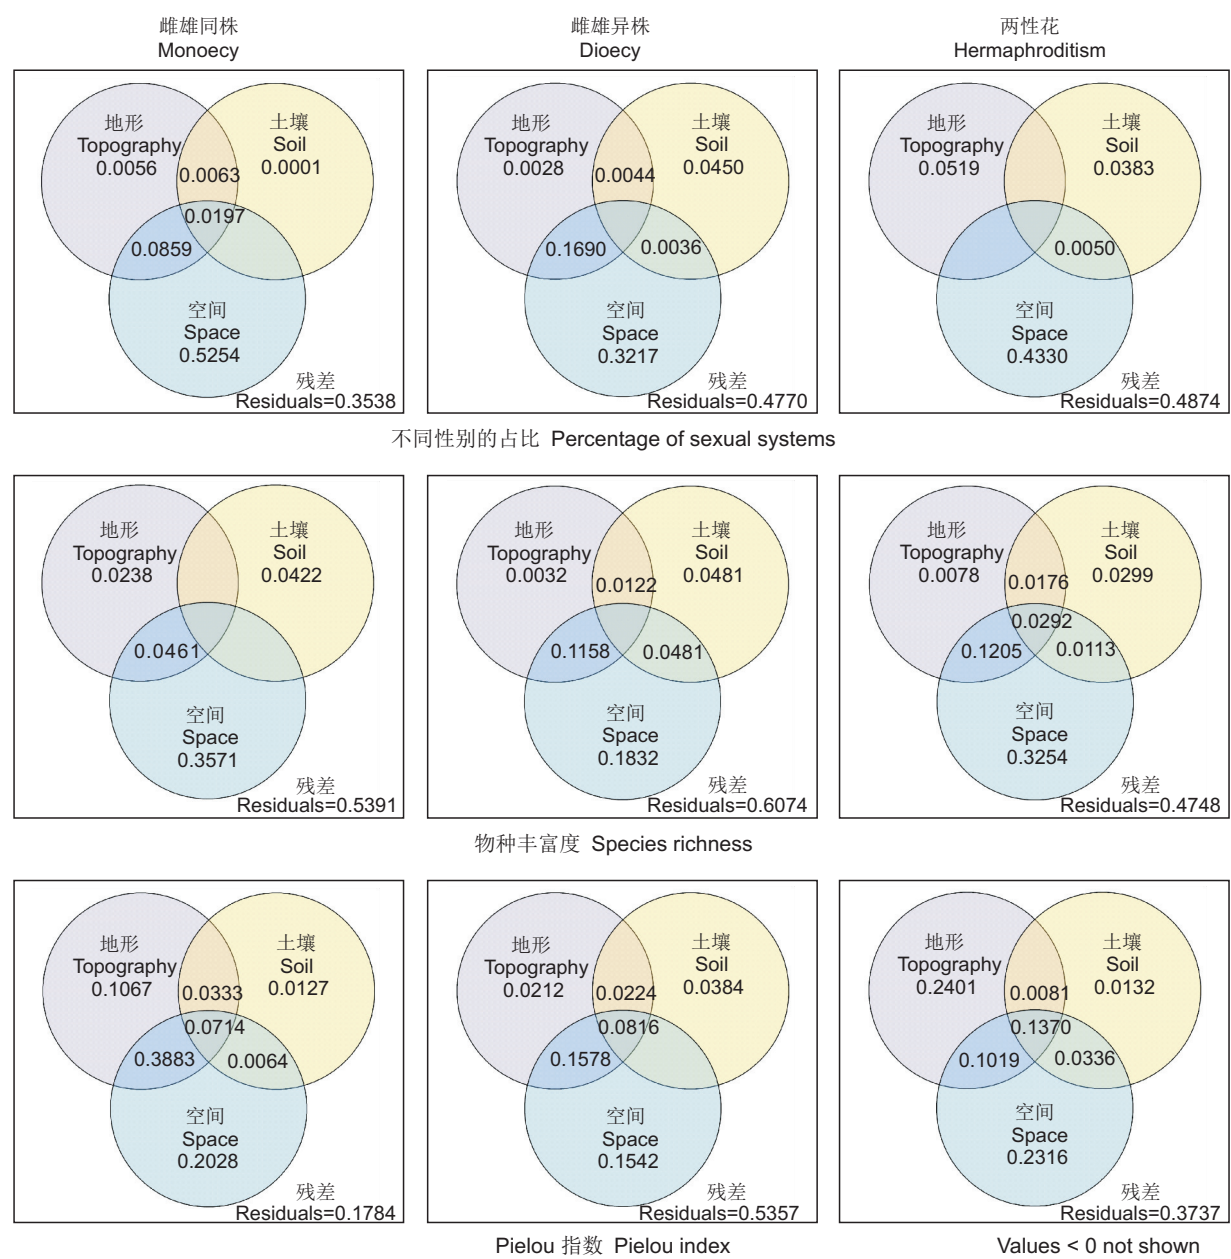 雌雄同株
Monoecy
雌雄异株
Dioecy
两性花
Hermaphroditism
地形
Topography
0.0056
土壤
Soil
0.0001
0.0063
0.0197
0.0859
空间
Space
0.5254
残差
Residuals=0.3538
地形
Topography
0.0028
土壤
Soil
0.0450
0.0044
0.1690
0.0036
空间
Space
0.3217
残差
Residuals=0.4770
地形
Topography
0.0519
土壤
Soil
0.0383
0.0050
空间
Space
0.4330
残差
Residuals=0.4874
不同性别的占比 Percentage of sexual systems
地形
Topography
0.0238
土壤
Soil
0.0422
0.0461
空间
Space
0.3571
残差
Residuals=0.5391
地形
Topography
0.0032
土壤
Soil
0.0481
0.0122
0.1158
0.0481
空间
Space
0.1832
残差
Residuals=0.6074
地形
Topography
0.0078
土壤
Soil
0.0299
0.0176
0.0292
0.1205
0.0113
空间
Space
0.3254
残差
Residuals=0.4748
物种丰富度 Species richness
地形
Topography
0.1067
土壤
Soil
0.0127
0.0333
0.0714
0.3883
0.0064
空间
Space
0.2028
残差
Residuals=0.1784
地形
Topography
0.0212
土壤
Soil
0.0384
0.0224
0.0816
0.1578
空间
Space
0.1542
残差
Residuals=0.5357
地形
Topography
0.2401
土壤
Soil
0.0132
0.0081
0.1370
0.1019
0.0336
空间
Space
0.2316
残差
Residuals=0.3737
Pielou 指数 Pielou index
Values < 0 not shown